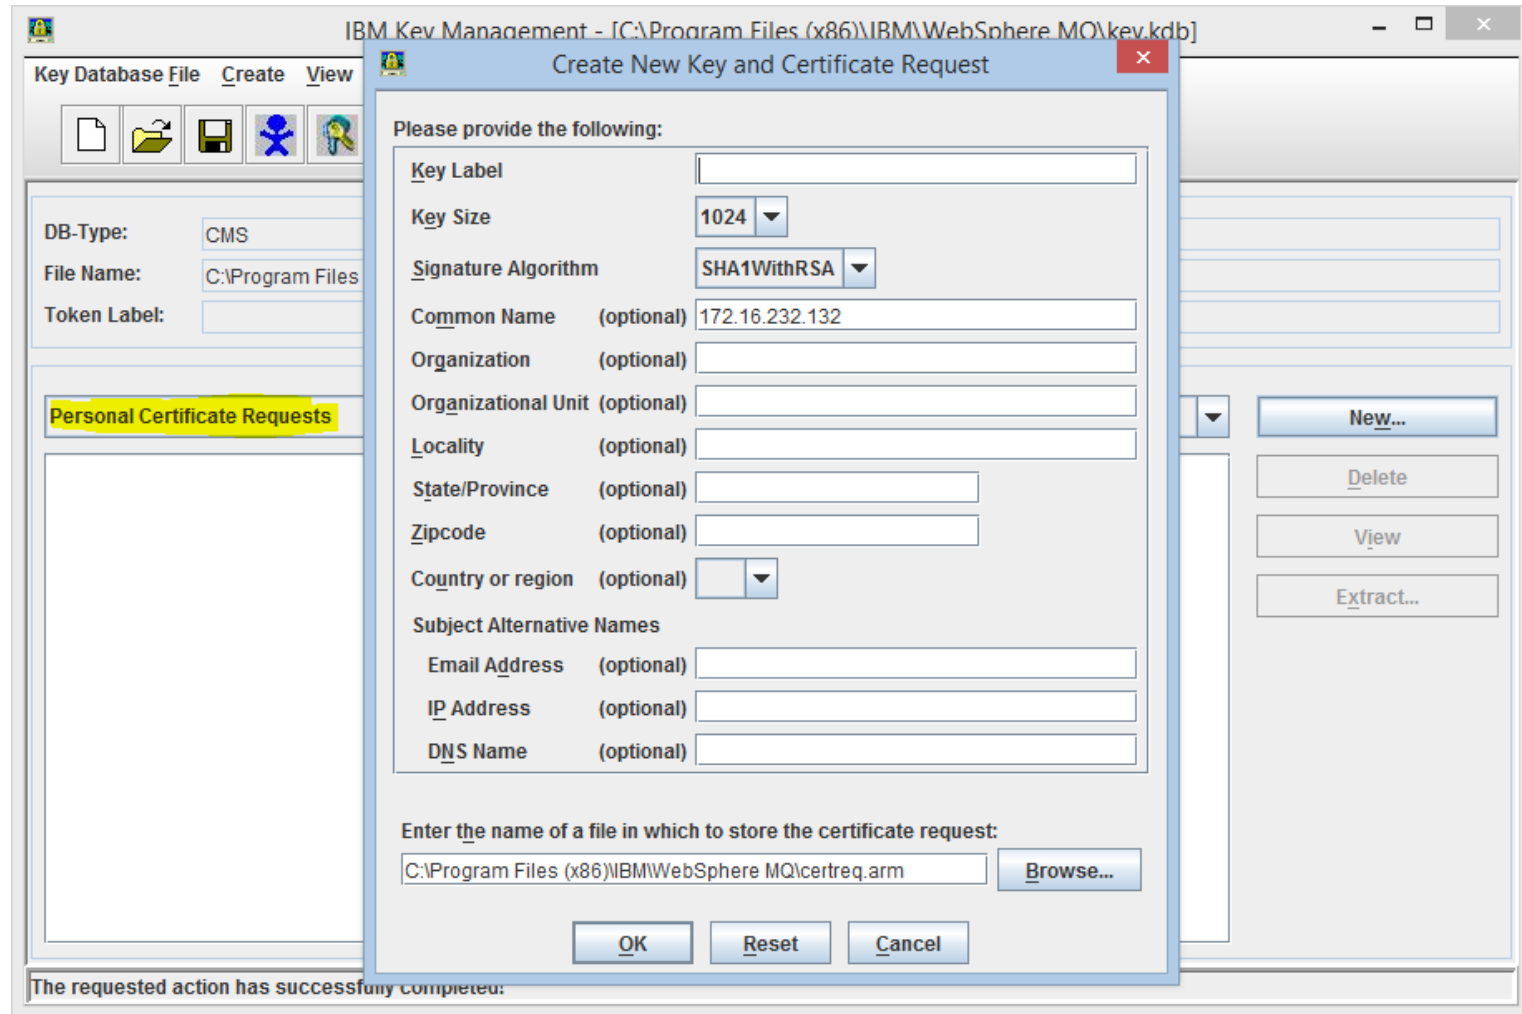 IBM Key Management - [C:\Program Files (x86)\IBM\WebSphere MQ\key.kdb]
Key Database File Create View
Create New Key and Certificate Request
Please provide the following:
Key Label
Key Size 1024
Signature Algorithm SHA1WithRSA
Common Name (optional) 172.16.232.132
Organization (optional)
Organizational Unit (optional)
Locality (optional)
State/Province (optional)
Zipcode (optional)
Country or region (optional)
Subject Alternative Names
Email Address (optional)
IP Address (optional)
DNS Name (optional)
Enter the name of a file in which to store the certificate request:
C:\Program Files (x86)\IBM\WebSphere MQ\certreq.arm Browse...
OK Reset Cancel
DB-Type: CMS
File Name: C:\Program Files
Token Label:
Personal Certificate Requests
New...
Delete
View
Extract...
The requested action has successfully completed!